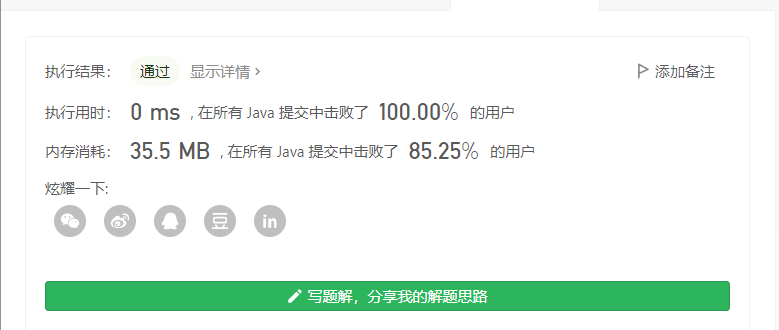 执行结果： 通过 显示详情 > 添加备注
执行用时： 0 ms , 在所有 Java 提交中击败了 100.00% 的用户
内存消耗： 35.5 MB , 在所有 Java 提交中击败了 85.25% 的用户
炫耀一下:
豆 in
写题解，分享我的解题思路